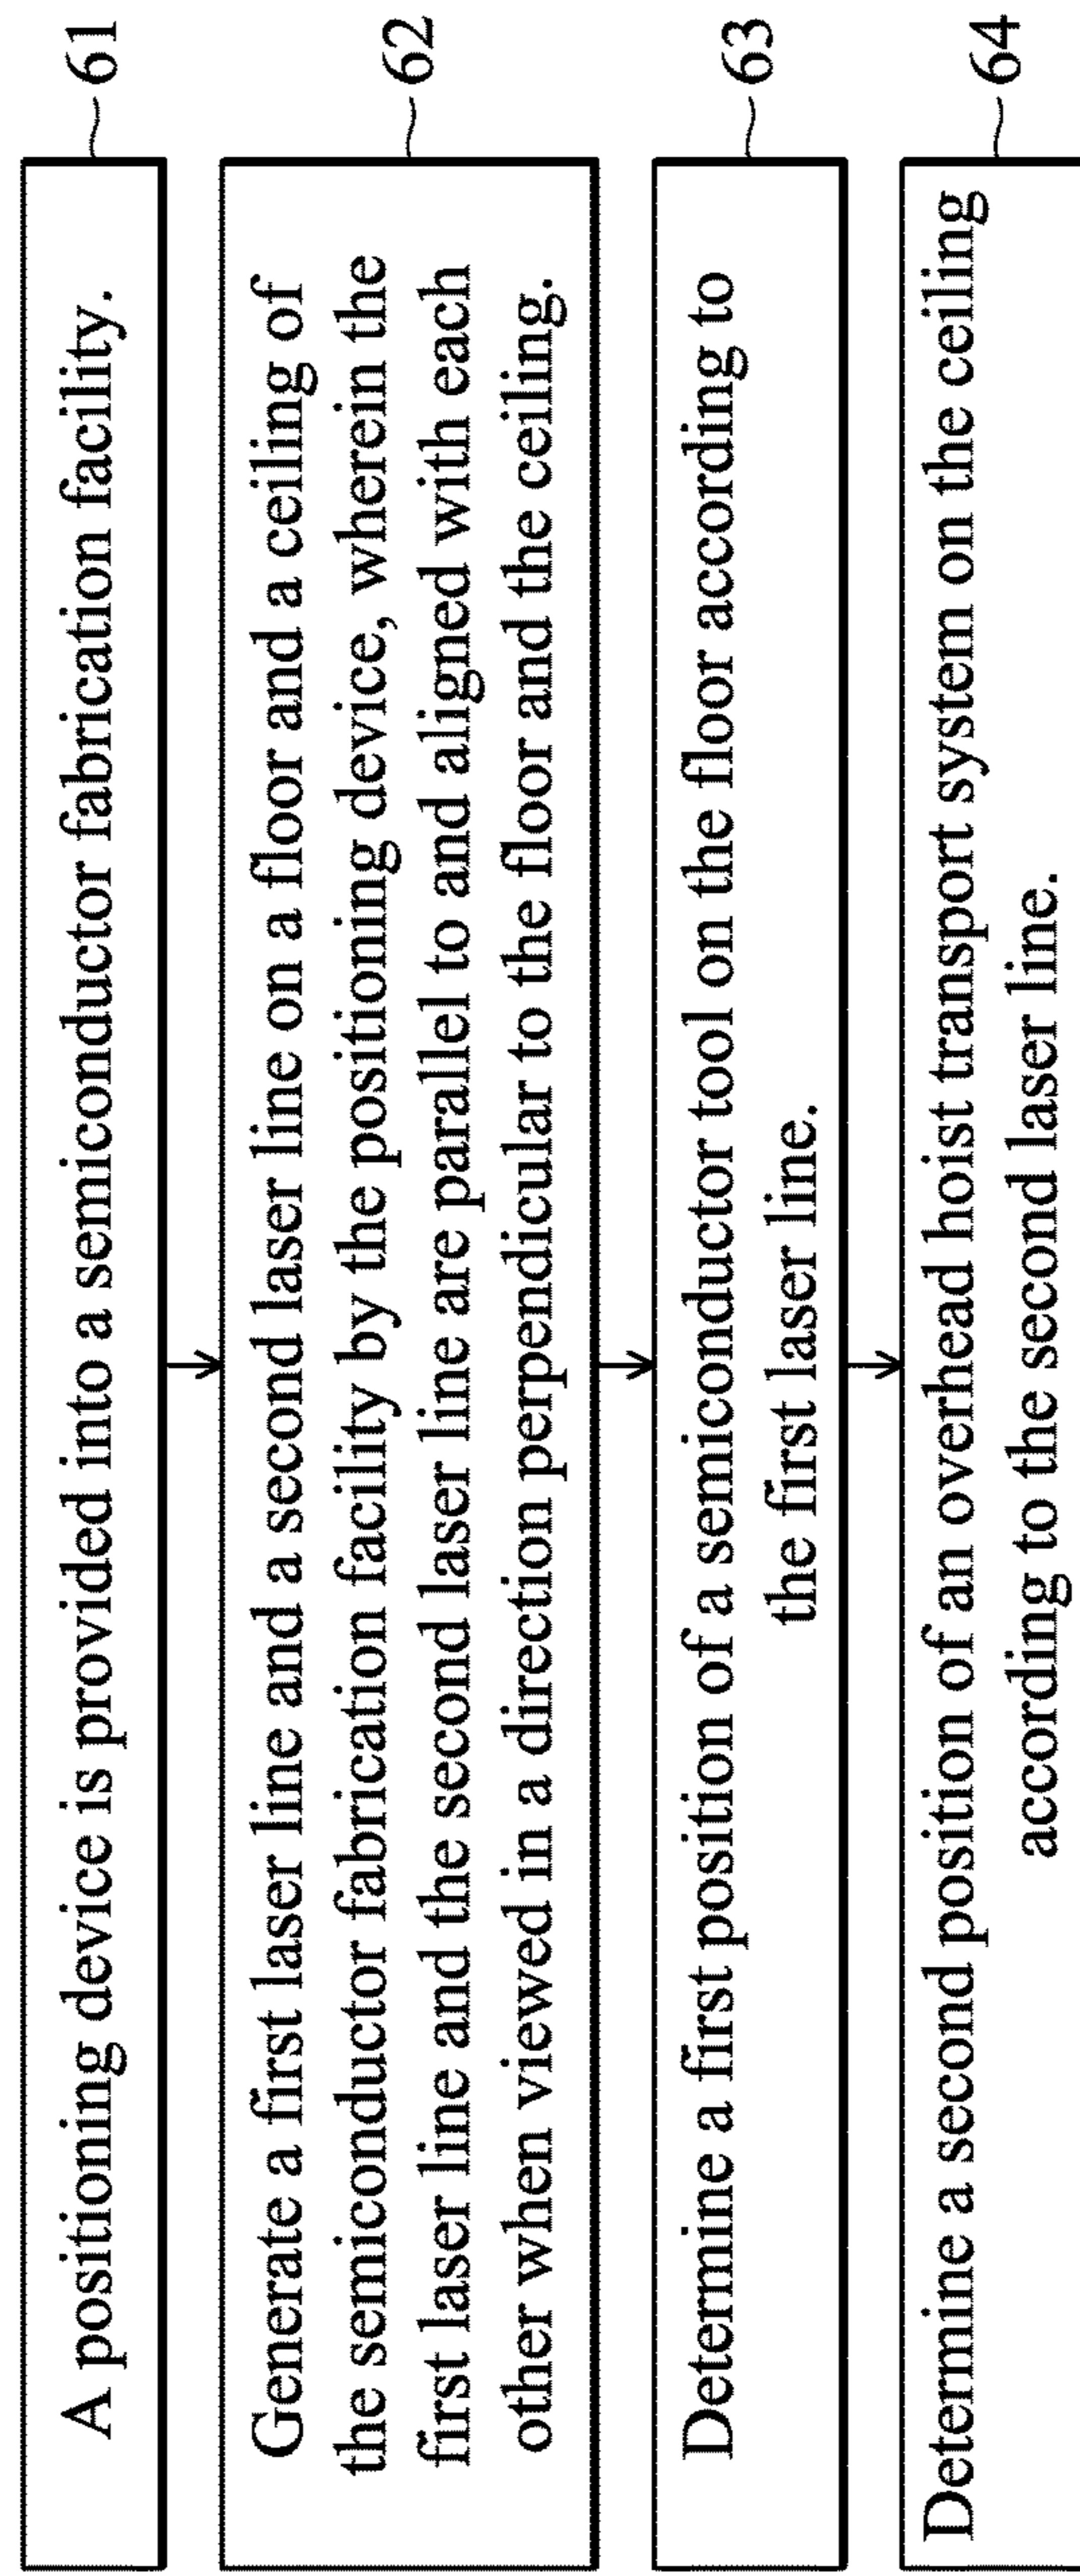 A positioning device is provided into a semiconductor fabrication facility.
61
Generate a first laser line and a second laser line on a floor and a ceiling of
the semiconductor fabrication facility by the positioning device, wherein the
first laser line and the second laser line are parallel to and aligned with each
other when viewed in a direction perpendicular to the floor and the ceiling.
62
Determine a first position of a semiconductor tool on the floor according to
the first laser line.
63
Determine a second position of an overhead hoist transport system on the ceiling
according to the second laser line.
64